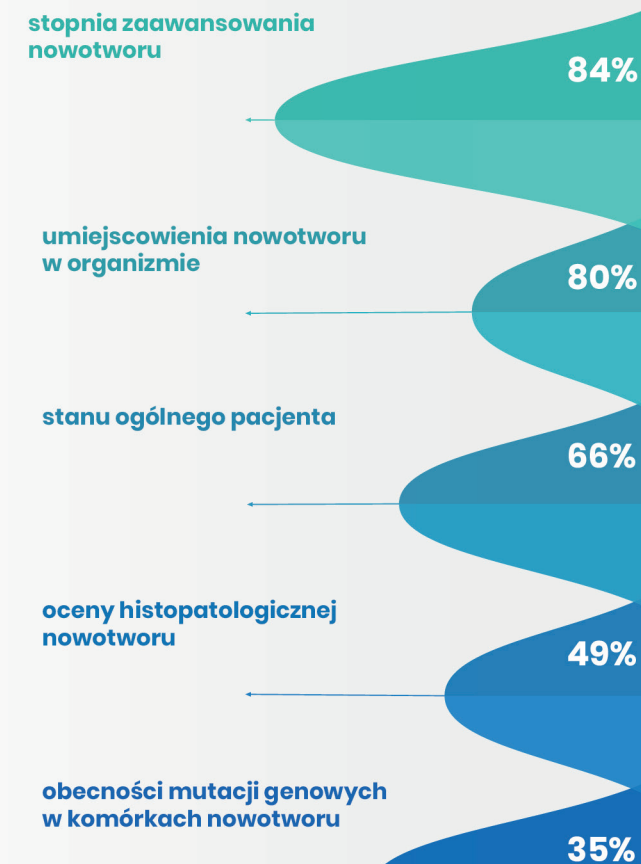 stopnia zaawansowania
nowotworu
84%
umiejscowienia nowotworu
w organizmie
80%
stanu ogólnego pacjenta
66%
oceny histopatologicznej
nowotworu
49%
obecności mutacji genowych
w komórkach nowotworu
35%